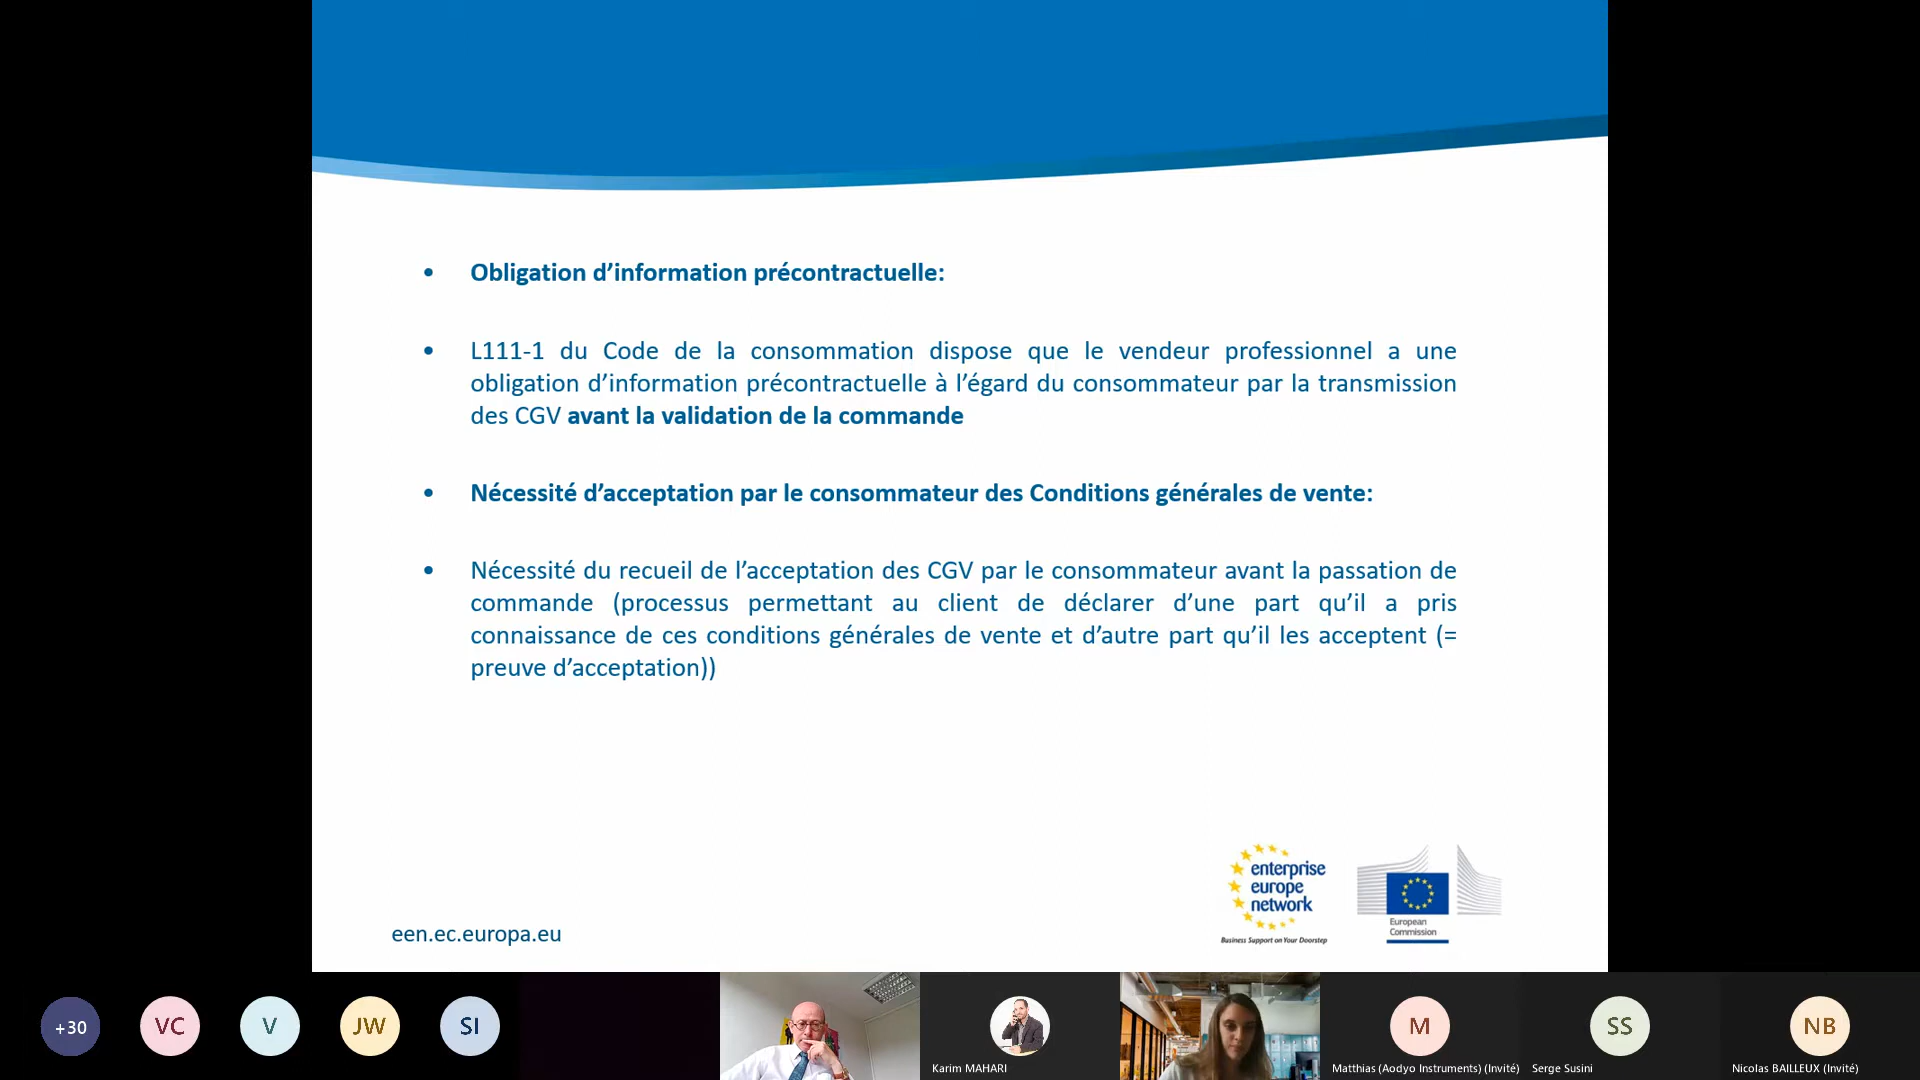 • Obligation d’information précontractuelle:
• L111-1 du Code de la consommation dispose que le vendeur professionnel a une
obligation d’information précontractuelle à l’égard du consommateur par la transmission
des CGV avant la validation de la commande
• Nécessité d’acceptation par le consommateur des Conditions générales de vente:
• Nécessité du recueil de l’acceptation des CGV par le consommateur avant la passation de
commande (processus permettant au client de déclarer d’une part qu’il a pris
connaissance de ces conditions générales de vente et d’autre part qu’il les acceptent (=
preuve d’acceptation))
enterprise
europe
network
Business Support on Your Doorstep
European
Commission
een.ec.europa.eu
+30
VC
V
JW
SI
Karim MAHARI
M
Matthias (Aodyo Instruments) (Invité)
SS
Serge Susini
NB
Nicolas BAILLEUX (Invité)